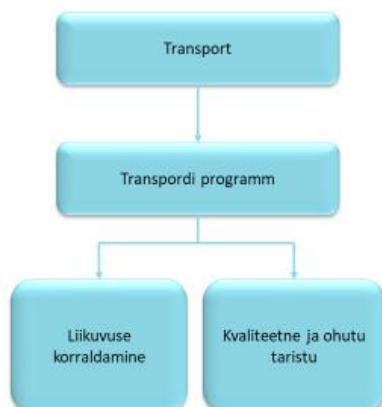 Transport
Transpordi programm
Liikuvuse
korraldamine
Kvaliteetne ja ohutu
taristu